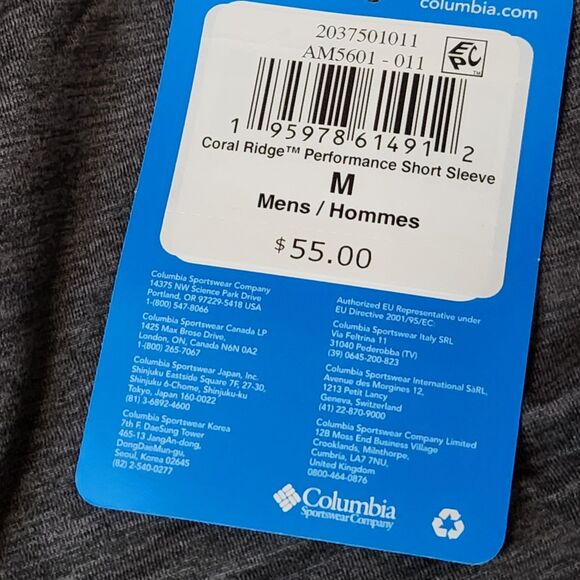 columbia.com
2037501011
AM5601 - 011
EPC™
1 95978 61491 2
Coral Ridge™ Performance Short Sleeve
M
Mens / Hommes
$55.00
Columbia Sportswear Company
14375 NW Science Park Drive
Portland, OR 97229-5418 USA
1-(800) 547-8066
Columbia Sportswear Canada LP
1425 Max Brose Drive,
London, ON, Canada N6N 0A2
1-(800) 265-7067
Columbia Sportswear Japan, Inc.
Shinjuku Eastside Square 7F, 27-30,
Shinjuku 6-Chome, Shinjuku-ku
Tokyo, Japan 160-0022
(81) 3-6892-4600
Columbia Sportswear Korea
7th F. DaeSung Tower
465-13 JangAn-dong,
DongDaeMun-gu,
Seoul, Korea 02645
(82) 2-540-0277
Authorized EU Representative under
EU Directive 2001/95/EC:
Columbia Sportswear Italy SRL
Via Feltrina 11
31040 Pederobba (TV)
(39) 0645-200-823
Columbia Sportswear International SàRL,
Avenue des Morgines 12,
1213 Petit Lancy
Geneva, Switzerland
(41) 22-870-9000
Columbia Sportswear Company Limited
12B Moss End Business Village
Crooklands, Milnthorpe,
Cumbria, LA7 7NU,
United Kingdom
0800-464-0876
Columbia
Sportswear Company